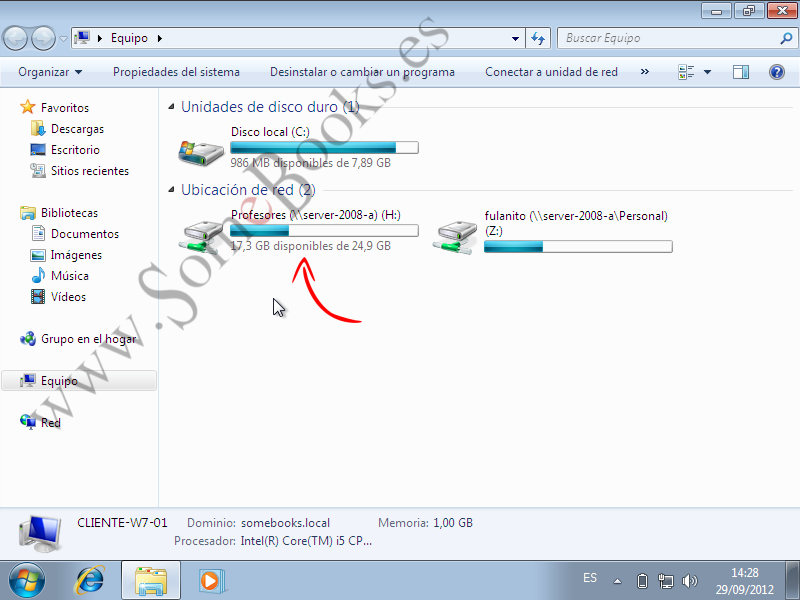 Equipo
Buscar Equipo
Organizar
Propiedades del sistema
Desinstalar o cambiar un programa
Conectar a unidad de red
»
Favoritos
Descargas
Escritorio
Sitios recientes
Bibliotecas
Documentos
Imágenes
Música
Vídeos
Grupo en el hogar
Equipo
Red
Unidades de disco duro (1)
Disco local (C:)
986 MB disponibles de 7,89 GB
Ubicación de red (2)
Profesores (\\server-2008-a) (H:)
17,3 GB disponibles de 24,9 GB
fulanito (\\server-2008-a\Personal)
(Z:)
www.SomeBooks.es
CLIENTE-W7-01
Dominio: somebooks.local
Memoria: 1,00 GB
Procesador: Intel(R) Core(TM) i5 CP...
ES
14:28
29/09/2012